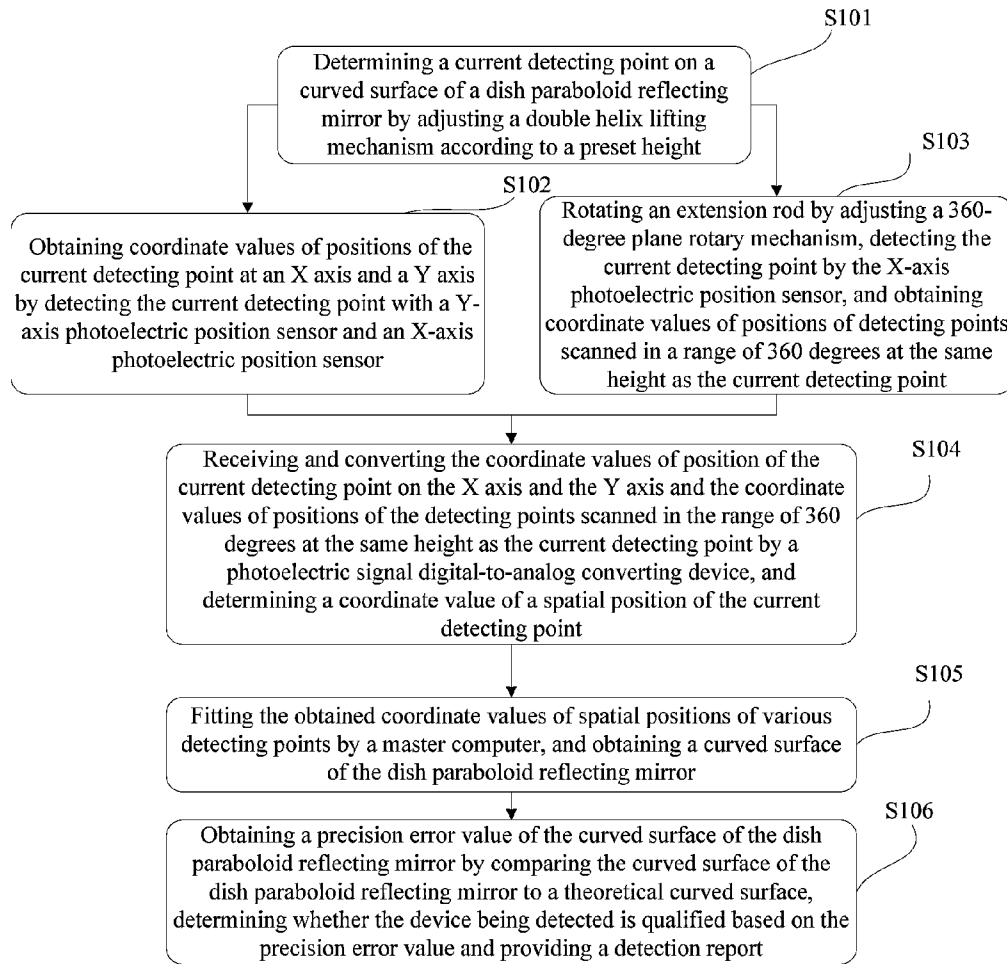 S101
Determining a current detecting point on a
curved surface of a dish paraboloid reflecting
mirror by adjusting a double helix lifting
mechanism according to a preset height
S102
Obtaining coordinate values of positions of the
current detecting point at an X axis and a Y axis
by detecting the current detecting point with a Y-
axis photoelectric position sensor and an X-axis
photoelectric position sensor
S103
Rotating an extension rod by adjusting a 360-
degree plane rotary mechanism, detecting the
current detecting point by the X-axis
photoelectric position sensor, and obtaining
coordinate values of positions of detecting points
scanned in a range of 360 degrees at the same
height as the current detecting point
S104
Receiving and converting the coordinate values of position of the
current detecting point on the X axis and the Y axis and the coordinate
values of positions of the detecting points scanned in the range of 360
degrees at the same height as the current detecting point by a
photoelectric signal digital-to-analog converting device, and
determining a coordinate value of a spatial position of the current
detecting point
S105
Fitting the obtained coordinate values of spatial positions of various
detecting points by a master computer, and obtaining a curved surface
of the dish paraboloid reflecting mirror
S106
Obtaining a precision error value of the curved surface of the dish
paraboloid reflecting mirror by comparing the curved surface of the
dish paraboloid reflecting mirror to a theoretical curved surface,
determining whether the device being detected is qualified based on the
precision error value and providing a detection report